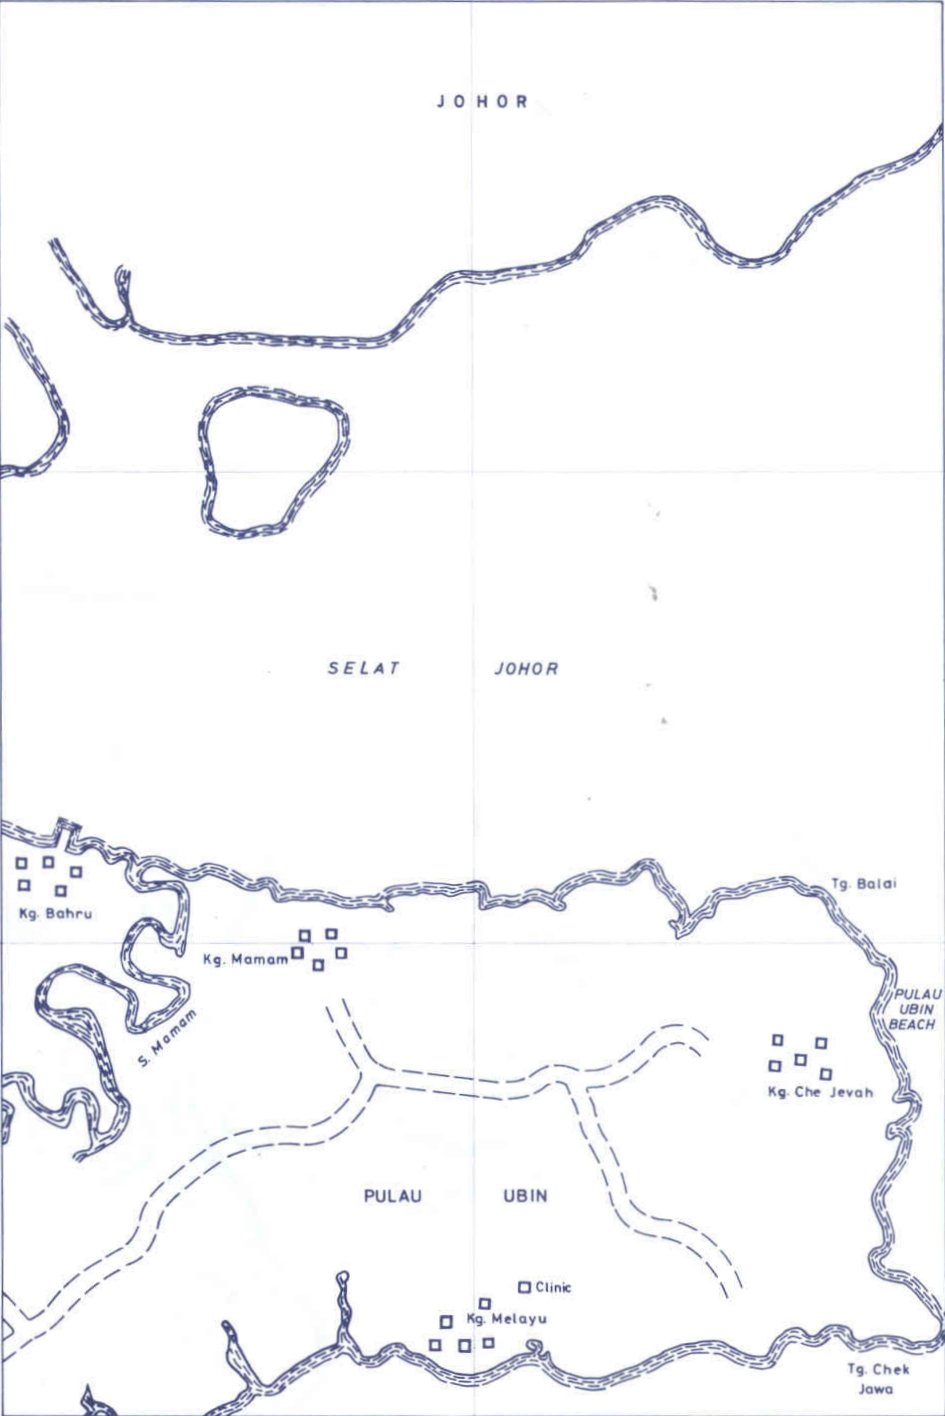 JOHOR
SELAT JOHOR
Tg. Balai
Kg. Bahru
Kg. Mamam
PULAU
UBIN
BEACH
S. Mamam
Kg. Che Jevah
PULAU UBIN
Clinic
Kg. Melayu
Tg. Chek
Jawa